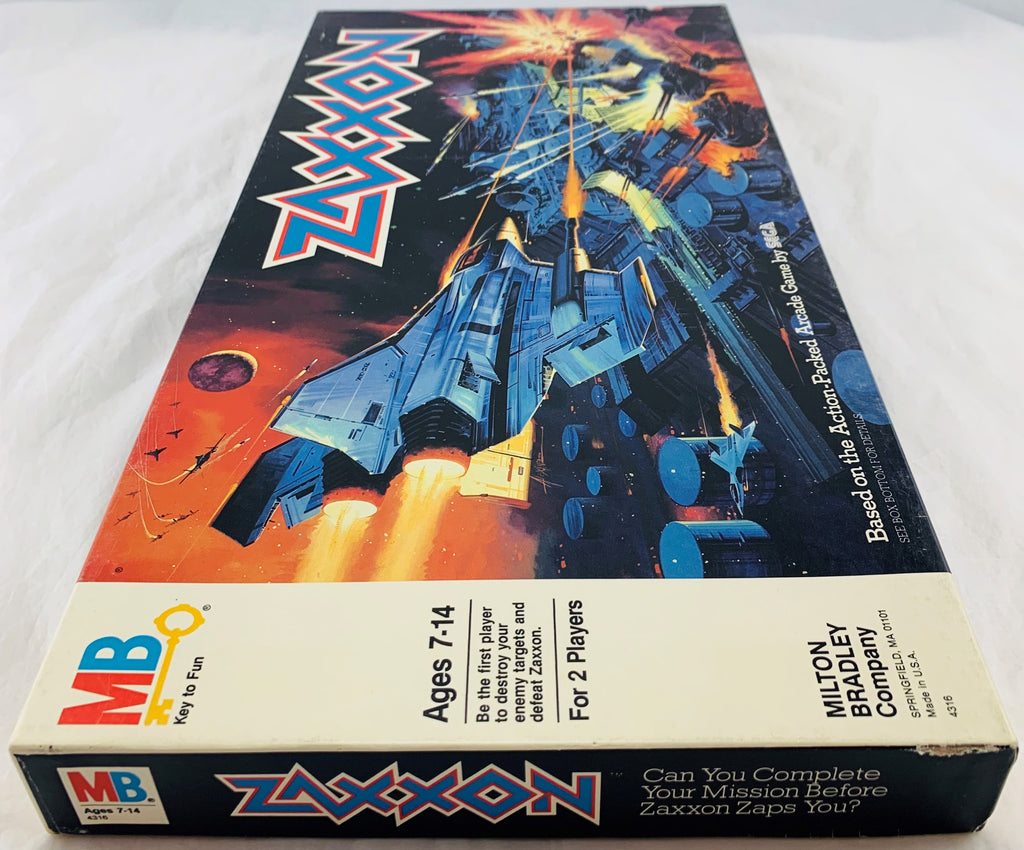 ZAXXON
Based on the Action-Packed Arcade Game by SEGA
SEE BOX BOTTOM FOR DETAILS
®
MB
®
Key to Fun
Ages 7-14
Be the first player
to destroy your
enemy targets and
defeat Zaxxon.
For 2 Players
MILTON
BRADLEY
Company
SPRINGFIELD, MA 01101
Made in U.S.A.
4316
MB®
Ages 7-14
4316
ZAXXON™
Can You Complete
Your Mission Before
Zaxxon Zaps You?